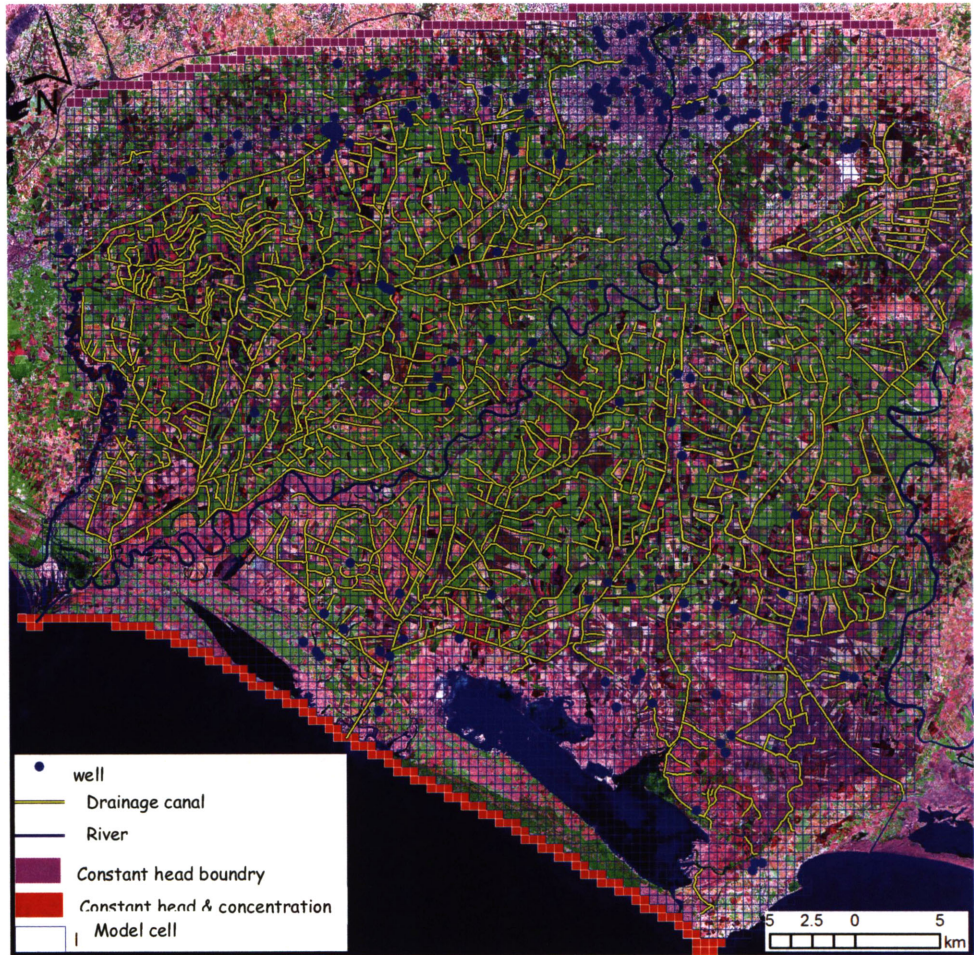 N
well
Drainage canal
River
Constant head boundry
Constant head & concentration
Model cell
5 2.5 0 5
km